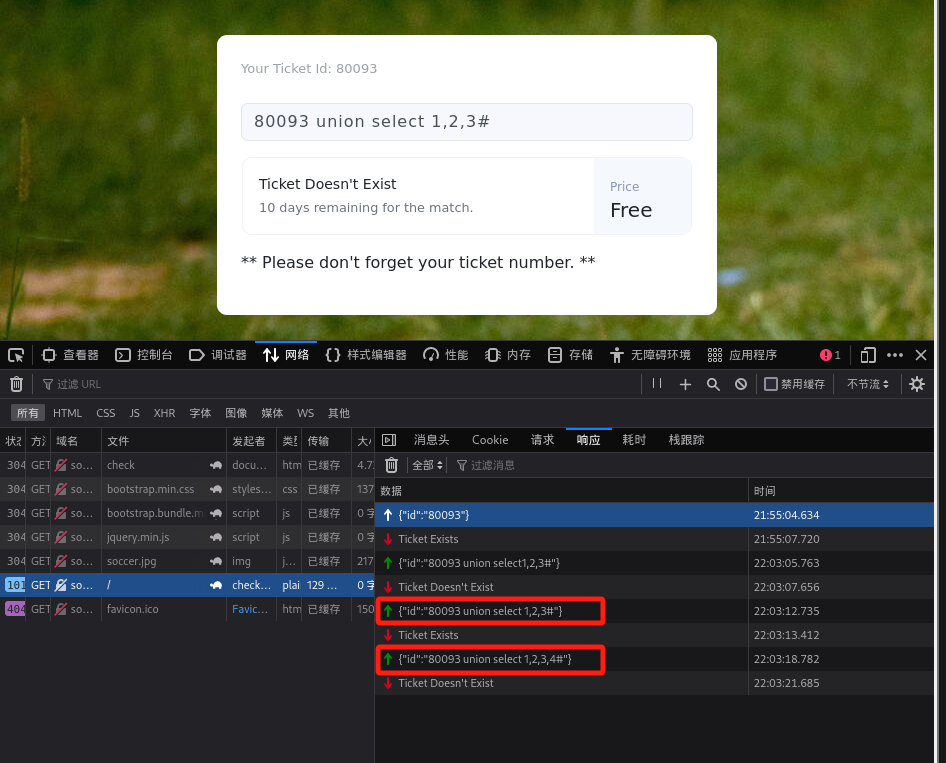 Your Ticket Id: 80093
80093 union select 1,2,3#
Ticket Doesn't Exist
10 days remaining for the match.
Price
Free
** Please don't forget your ticket number. **
查看器 控制台 调试器 网络 样式编辑器 性能 内存 存储 无障碍环境 应用程序 1
过滤 URL 禁用缓存 不节流
所有 HTML CSS JS XHR 字体 图像 媒体 WS 其他
方 域名 文件 发起者 类 传输 大 消息头 Cookie 请求 响应 耗时 栈跟踪
304 GET so... check docu... htm 已缓存 4.7 全部 过滤消息
304 GET so... bootstrap.min.css styles... css 已缓存 137 数据 时间
304 GET so... bootstrap.bundle.m script js 已缓存 0 {"id":"80093"} 21:55:04.634
304 GET so... jquery.min.js script js 已缓存 0 Ticket Exists 21:55:07.720
304 GET so... soccer.jpg img j... 已缓存 217 {"id":"80093 union select1,2,3#"} 22:03:05.763
101 GET so... / check... plai 129 ... 0 Ticket Doesn't Exist 22:03:07.656
404 GET so... favicon.ico Favic... htm 已缓存 150 {"id":"80093 union select 1,2,3#"} 22:03:12.735
Ticket Exists 22:03:13.412
{"id":"80093 union select 1,2,3,4#"} 22:03:18.782
Ticket Doesn't Exist 22:03:21.685